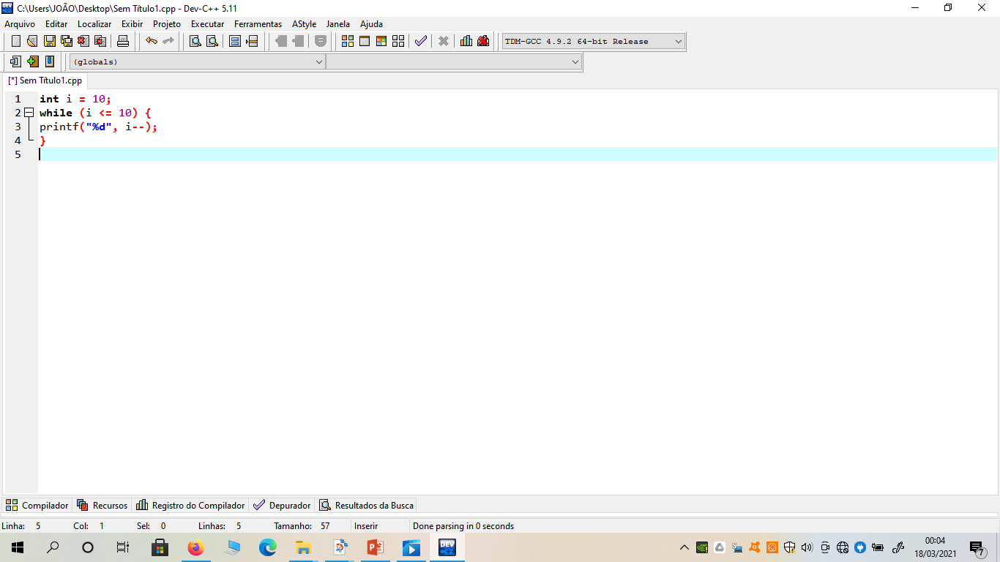 C:\Users\JOÃO\Desktop\Sem Título1.cpp - Dev-C++ 5.11
Arquivo Editar Localizar Exibir Projeto Executar Ferramentas AStyle Janela Ajuda
TDM-GCC 4.9.2 64-bit Release
(globals)
[*] Sem Título1.cpp
1 int i = 10;
2 while (i <= 10) {
3 printf("%d", i--);
4 }
5
Compilador Recursos Registro do Compilador Depurador Resultados da Busca
Linha: 5 Col: 1 Sel: 0 Linhas: 5 Tamanho: 57 Inserir Done parsing in 0 seconds
DEV
00:04
18/03/2021
7